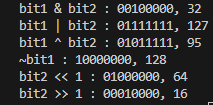 bit1 & bit2 : 00100000, 32
bit1 | bit2 : 01111111, 127
bit1 ^ bit2 : 01011111, 95
~bit1 : 10000000, 128
bit2 << 1 : 01000000, 64
bit2 >> 1 : 00010000, 16